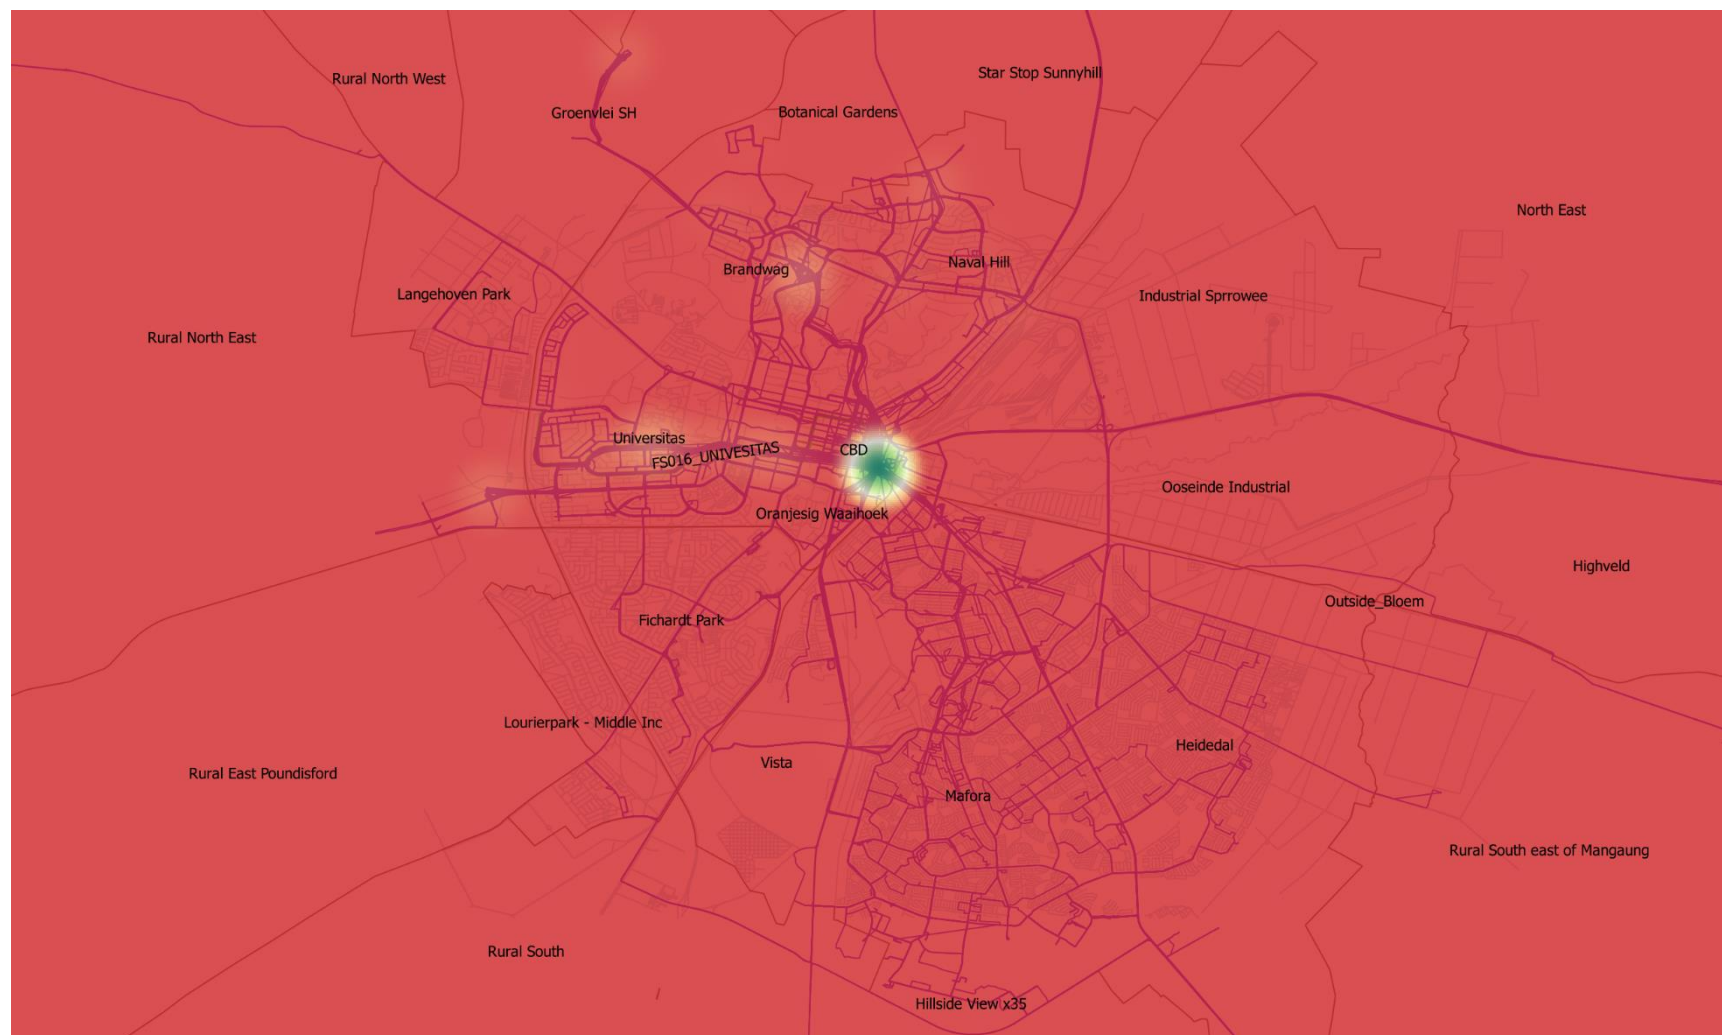 Star Stop Sunnyhill
Rural North West
Groenvlei SH
Botanical Gardens
North East
Naval Hill
Brandwag
Langehoven Park
Industrial Sprrowee
Rural North East
Universitas
CBD
FS016_UNIVESITAS
Ooseinde Industrial
Oranjesig Waaihoek
Highveld
Outside_Bloem
Fichardt Park
Lourierpark - Middle Inc
Heidedal
Vista
Rural East Poundisford
Mafora
Rural South east of Mangaung
Rural South
Hillside View x35